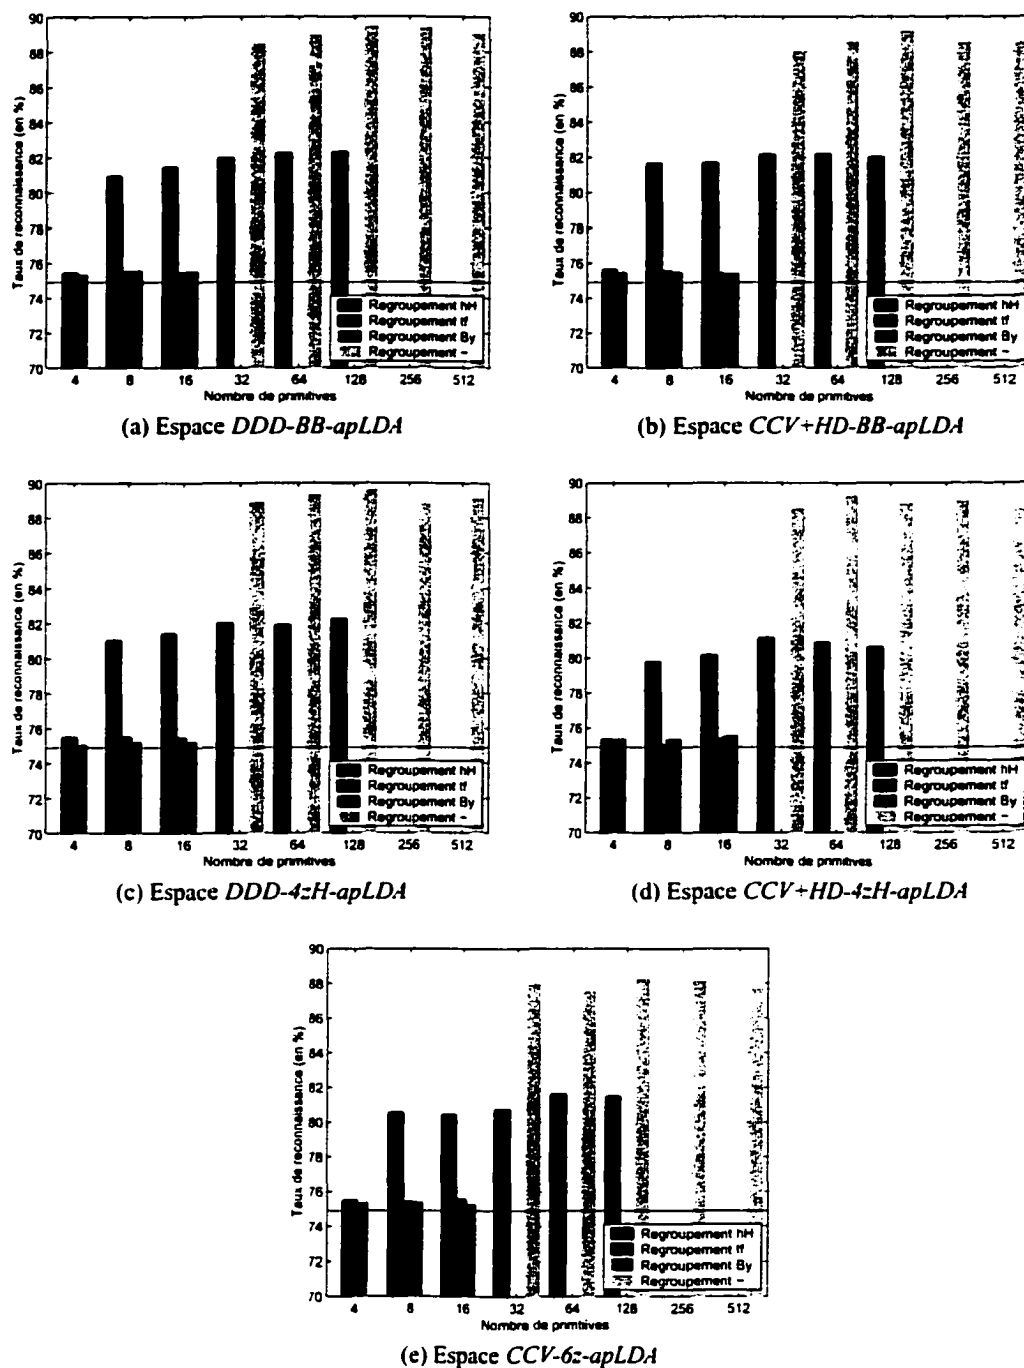 90
88
86
84
82
80
78
76
74
72
70
Taux de reconnaissance (en %)
Regroupement hH
Regroupement tf
Regroupement By
Regroupement -
4 8 16 32 64 128 256 512
Nombre de primitives
(a) Espace DDD-BB-apLDA
90
88
86
84
82
80
78
76
74
72
70
Taux de reconnaissance (en %)
Regroupement hH
Regroupement tf
Regroupement By
Regroupement -
4 8 16 32 64 128 256 512
Nombre de primitives
(b) Espace CCV+HD-BB-apLDA
90
88
86
84
82
80
78
76
74
72
70
Taux de reconnaissance (en %)
Regroupement hH
Regroupement tf
Regroupement By
Regroupement -
4 8 16 32 64 128 256 512
Nombre de primitives
(c) Espace DDD-4zH-apLDA
90
88
86
84
82
80
78
76
74
72
70
Taux de reconnaissance (en %)
Regroupement hH
Regroupement tf
Regroupement By
Regroupement -
4 8 16 32 64 128 256 512
Nombre de primitives
(d) Espace CCV+HD-4zH-apLDA
90
88
86
84
82
80
78
76
74
72
70
Taux de reconnaissance (en %)
Regroupement hH
Regroupement tf
Regroupement By
Regroupement -
4 8 16 32 64 128 256 512
Nombre de primitives
(e) Espace CCV-6z-apLDA